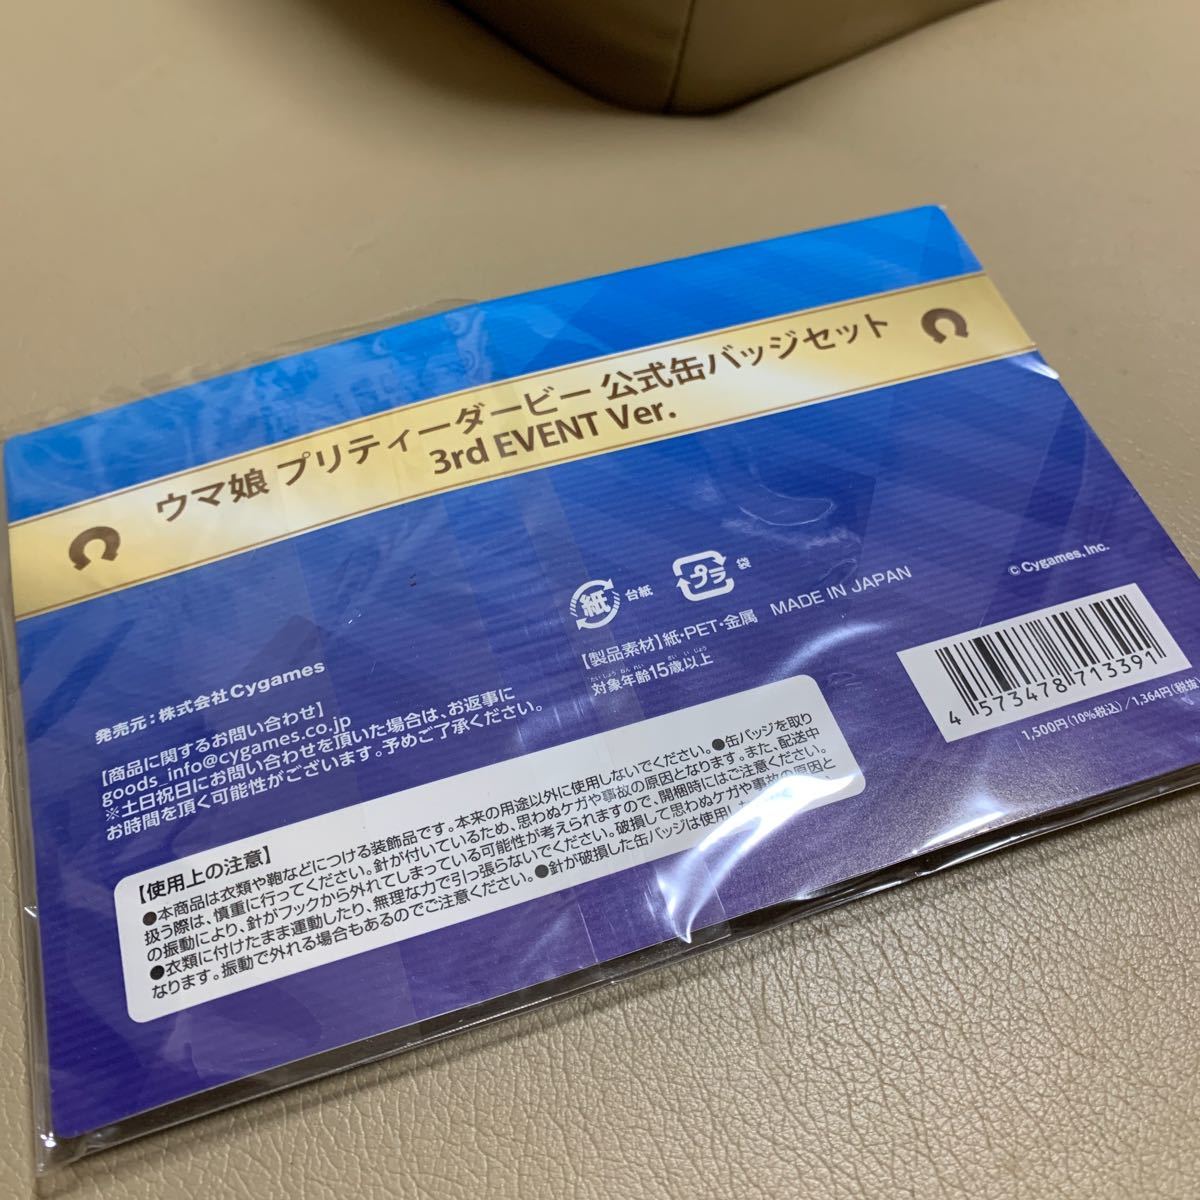 ウマ娘 プリティーダービー 公式缶バッジセット
3rd EVENT Ver.
紙 台紙
プラ 袋
【製品素材】紙・PET・金属 MADE IN JAPAN
たい しょう ねん れい さい い じょう
対象年齢15歳以上
© Cygames, Inc.
4 573478 713391
1,500円(10%税込)/1,364円(税抜)
発売元:株式会社Cygames
【商品に関するお問い合わせ】
goods_info@cygames.co.jp
※土日祝日にお問い合わせを頂いた場合は、お返事に
お時間を頂く可能性がございます。予めご了承ください。
【使用上の注意】
●本商品は衣類や鞄などにつける装飾品です。本来の用途以外に使用しないでください。●缶バッジを取り
扱う際は、慎重に行ってください。針が付いているため、思わぬケガや事故の原因となります。また、配送中
の振動により、針がフックから外れてしまっている可能性が考えられますので、開梱時にはご注意ください。
●衣類に付けたまま運動したり、無理な力で引っ張らないでください。破損して思わぬケガや事故の原因と
なります。振動で外れる場合もあるのでご注意ください。●針が破損した缶バッジは使用し